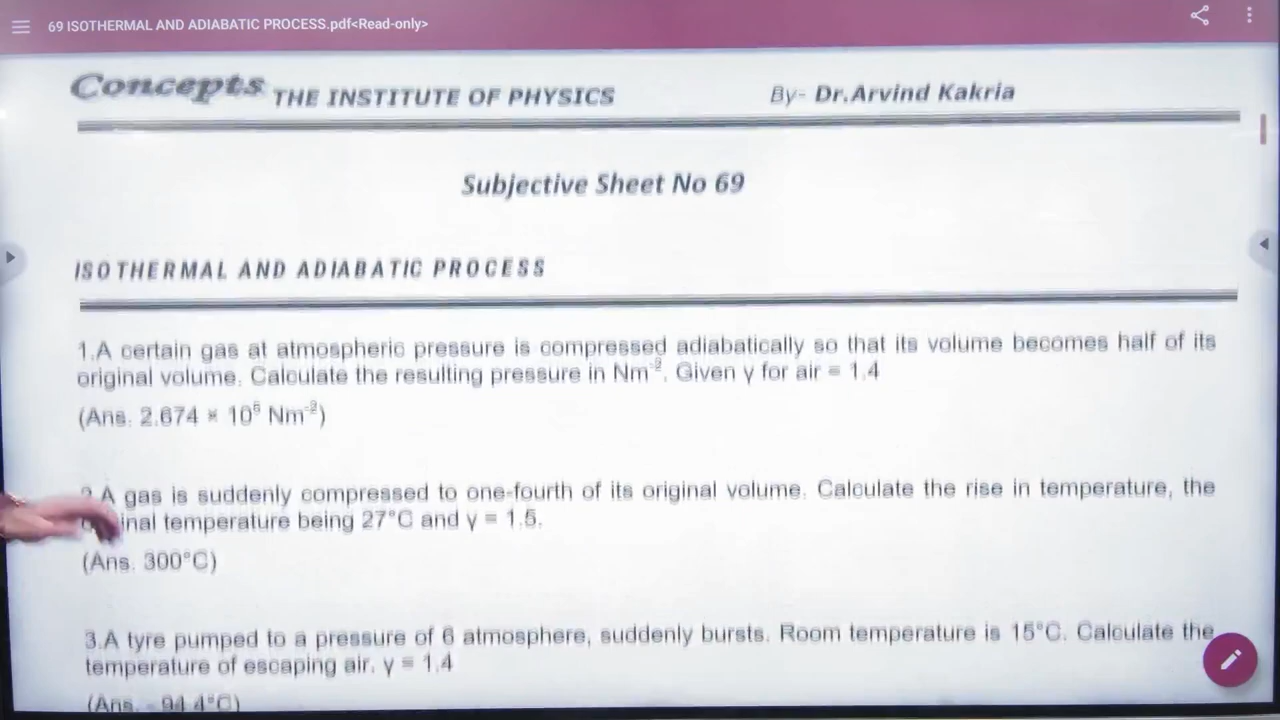 69 ISOTHERMAL AND ADIABATIC PROCESS.pdf<Read-only>
Concepts THE INSTITUTE OF PHYSICS By- Dr.Arvind Kakria
Subjective Sheet No 69
ISOTHERMAL AND ADIABATIC PROCESS
1.A certain gas at atmospheric pressure is compressed adiabatically so that its volume becomes half of its
original volume. Calculate the resulting pressure in Nm⁻². Given γ for air = 1.4
(Ans. 2.674 × 10⁵ Nm⁻²)
A gas is suddenly compressed to one-fourth of its original volume. Calculate the rise in temperature, the
temperature being 27°C and γ = 1.5.
(Ans. 300°C)
3.A tyre pumped to a pressure of 6 atmosphere, suddenly bursts. Room temperature is 15°C. Calculate the
temperature of escaping air. γ = 1.4
(Ans. - 94.4°C)